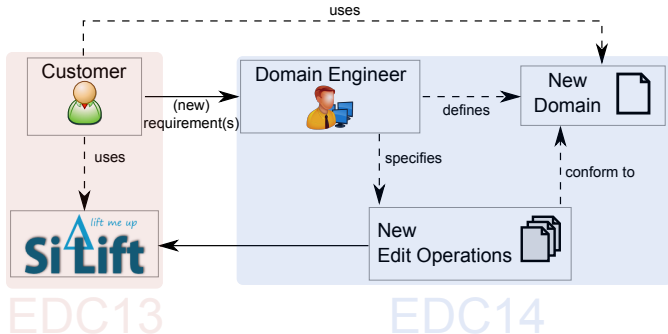 uses
Customer
Domain Engineer
New
Domain
(new)
requirement(s)
defines
uses
specifies
conform to
lift me up
SiLift
New
Edit Operations
EDC13
EDC14